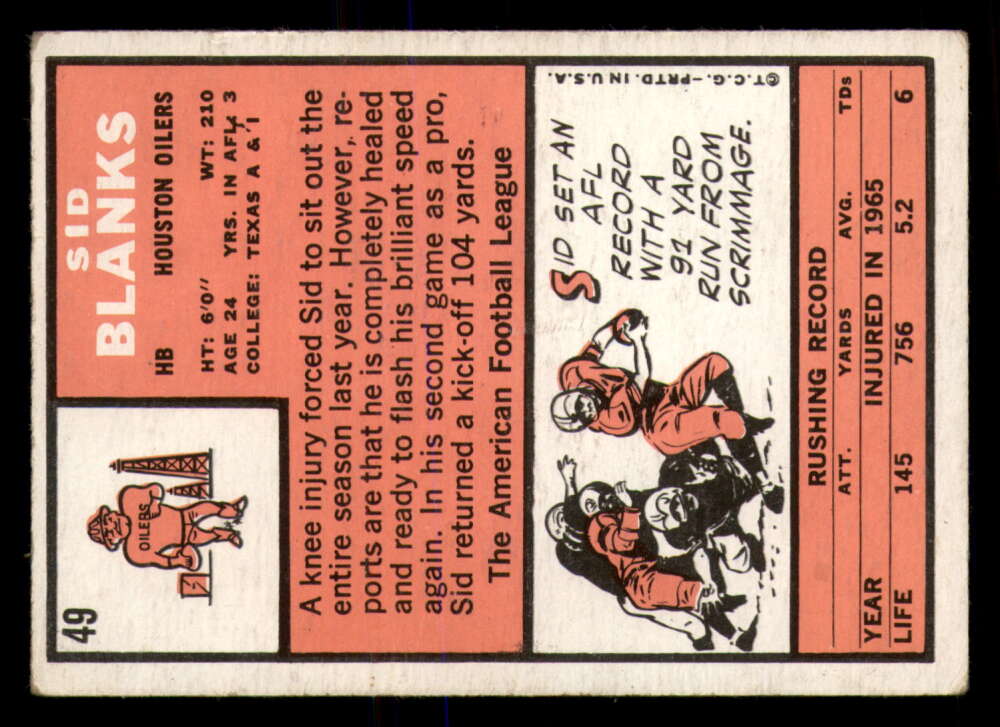 49
SID
BLANKS
HB HOUSTON OILERS
HT: 6'0" WT: 210
AGE 24 YRS. IN AFL 3
COLLEGE: TEXAS A & I
OILERS
A knee injury forced Sid to sit out the
entire season last year. However, re-
ports are that he is completely healed
and ready to flash his brilliant speed
again. In his second game as a pro,
Sid returned a kick-off 104 yards.
The American Football League
SID SET AN
AFL
RECORD
WITH A
91 YARD
RUN FROM
SCRIMMAGE.
© T.C.G.—PRTD. IN U.S.A.
RUSHING RECORD
ATT. YARDS AVG. TDs
YEAR INJURED IN 1965
LIFE 145 756 5.2 6